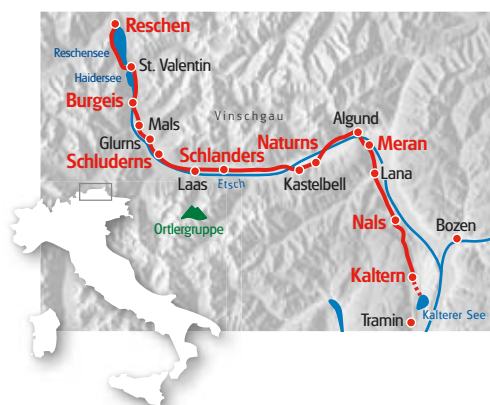 Reschen
Reschensee
St. Valentin
Haidersee
Burgeis
Mals
Vinschgau
Algund
Glurns
Naturns
Meran
Schluderns
Schlanders
Laas
Etsch
Kastelbell
Lana
Ortlergruppe
Nals
Bozen
Kaltern
Kalterer See
Tramin